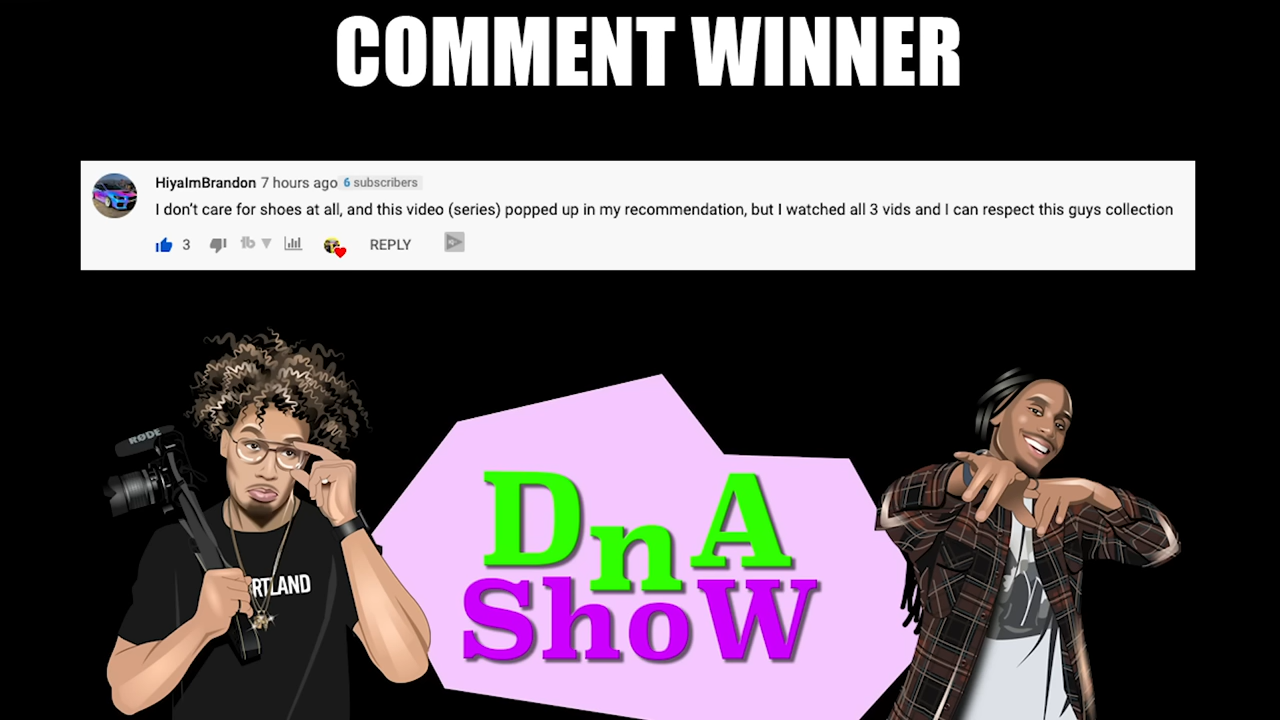 COMMENT WINNER
HiyaImBrandon 7 hours ago 6 subscribers
I don't care for shoes at all, and this video (series) popped up in my recommendation, but I watched all 3 vids and I can respect this guys collection
3 REPLY
RØDE
RTLAND
DnA
ShoW